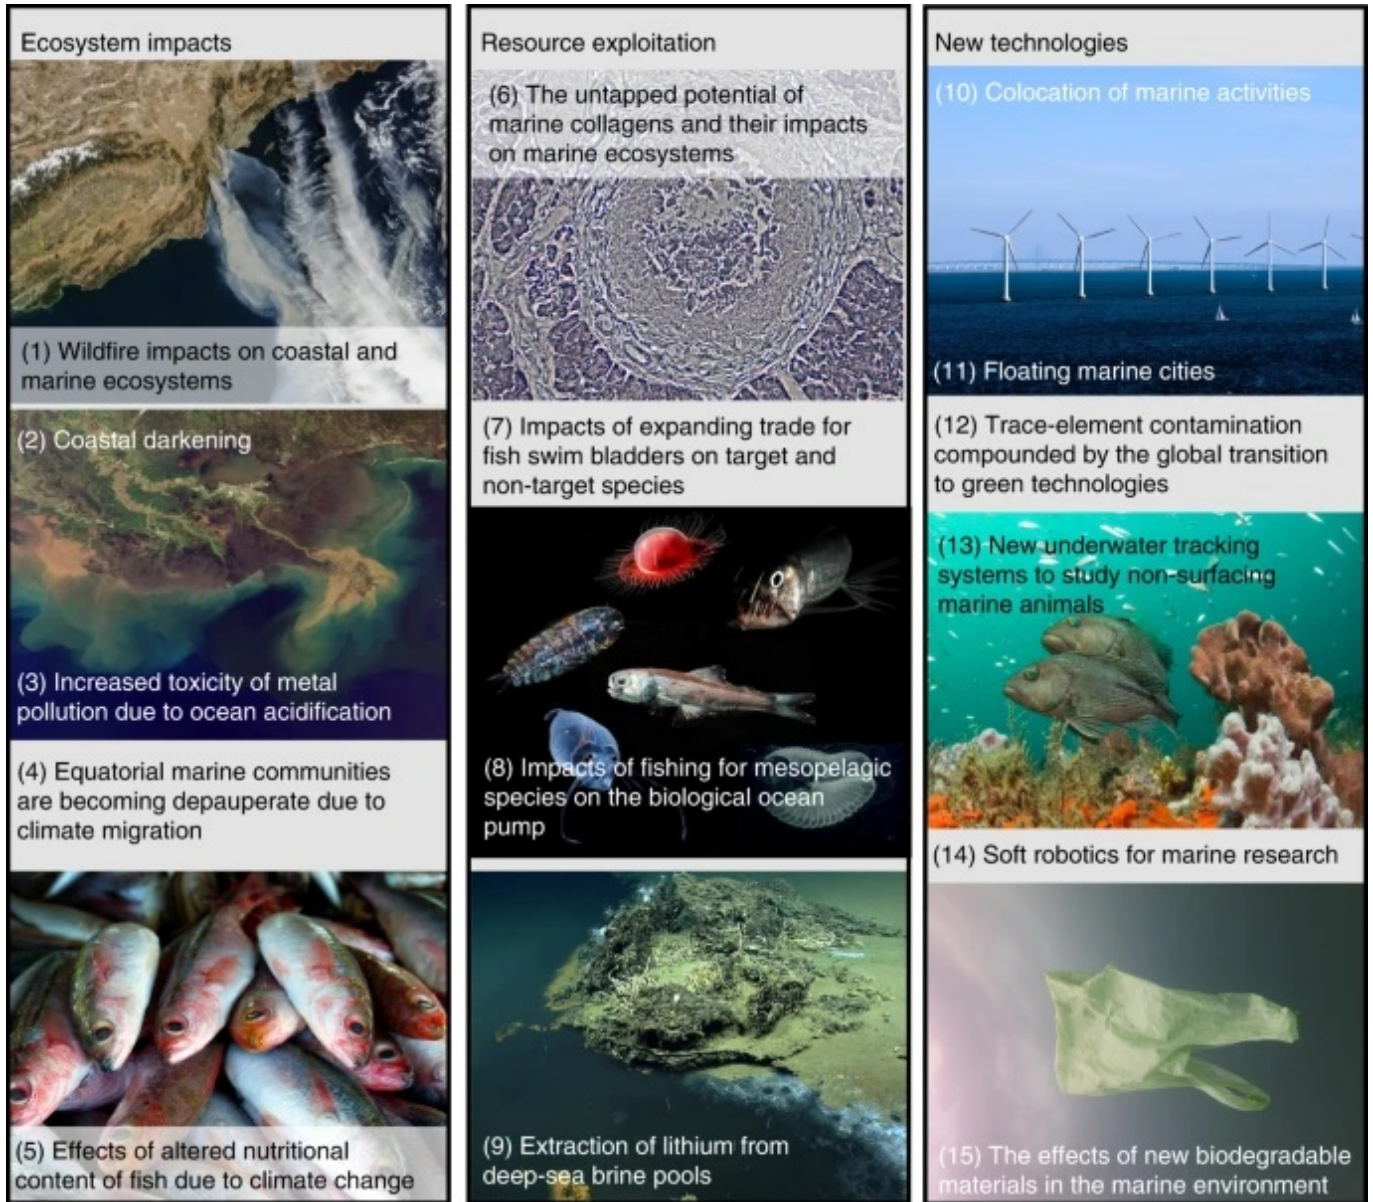 Ecosystem impacts
(1) Wildfire impacts on coastal and
marine ecosystems
(2) Coastal darkening
(3) Increased toxicity of metal
pollution due to ocean acidification
(4) Equatorial marine communities
are becoming depauperate due to
climate migration
(5) Effects of altered nutritional
content of fish due to climate change
Resource exploitation
(6) The untapped potential of
marine collagens and their impacts
on marine ecosystems
(7) Impacts of expanding trade for
fish swim bladders on target and
non-target species
(8) Impacts of fishing for mesopelagic
species on the biological ocean
pump
(9) Extraction of lithium from
deep-sea brine pools
New technologies
(10) Colocation of marine activities
(11) Floating marine cities
(12) Trace-element contamination
compounded by the global transition
to green technologies
(13) New underwater tracking
systems to study non-surfacing
marine animals
(14) Soft robotics for marine research
(15) The effects of new biodegradable
materials in the marine environment